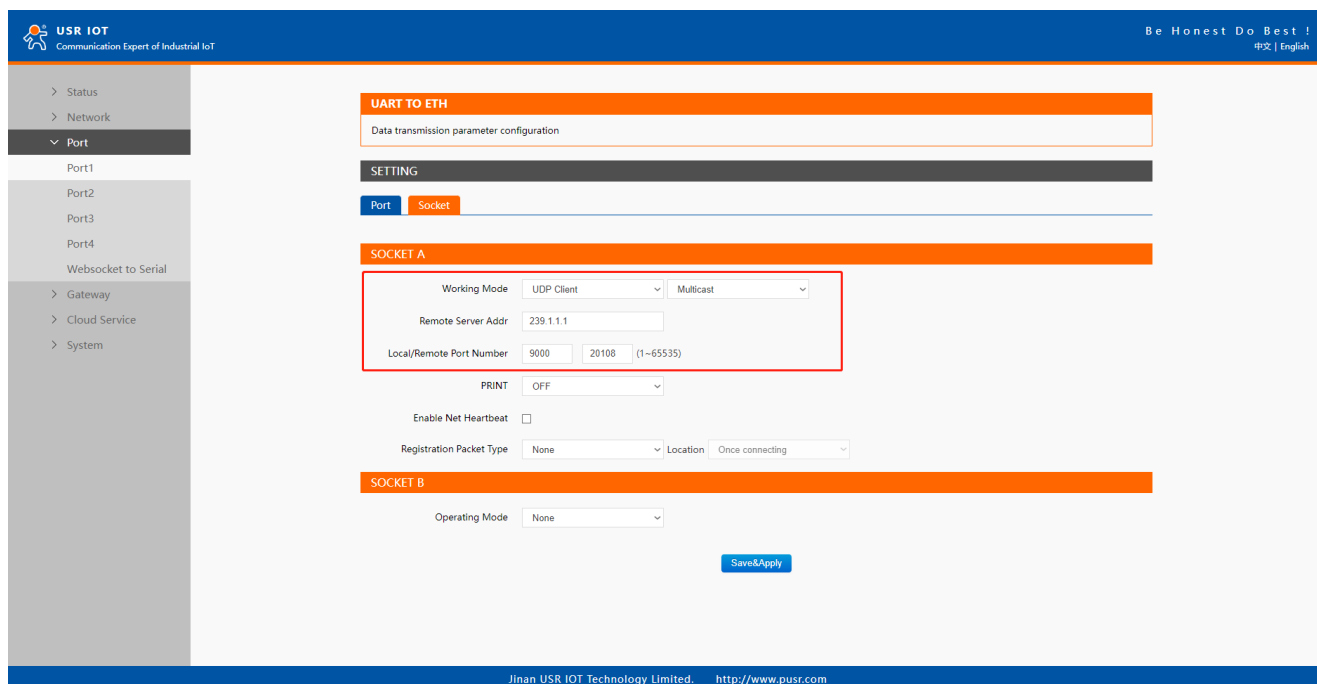 USR IOT
Communication Expert of Industrial IoT
Be Honest Do Best !
中文 | English
Status
Network
Port
Port1
Port2
Port3
Port4
Websocket to Serial
Gateway
Cloud Service
System
UART TO ETH
Data transmission parameter configuration
SETTING
Port Socket
SOCKET A
Working Mode UDP Client Multicast
Remote Server Addr 239.1.1.1
Local/Remote Port Number 9000 20108 (1~65535)
PRINT OFF
Enable Net Heartbeat
Registration Packet Type None Location Once connecting
SOCKET B
Operating Mode None
Save&Apply
Jinan USR IOT Technology Limited. http://www.pusr.com